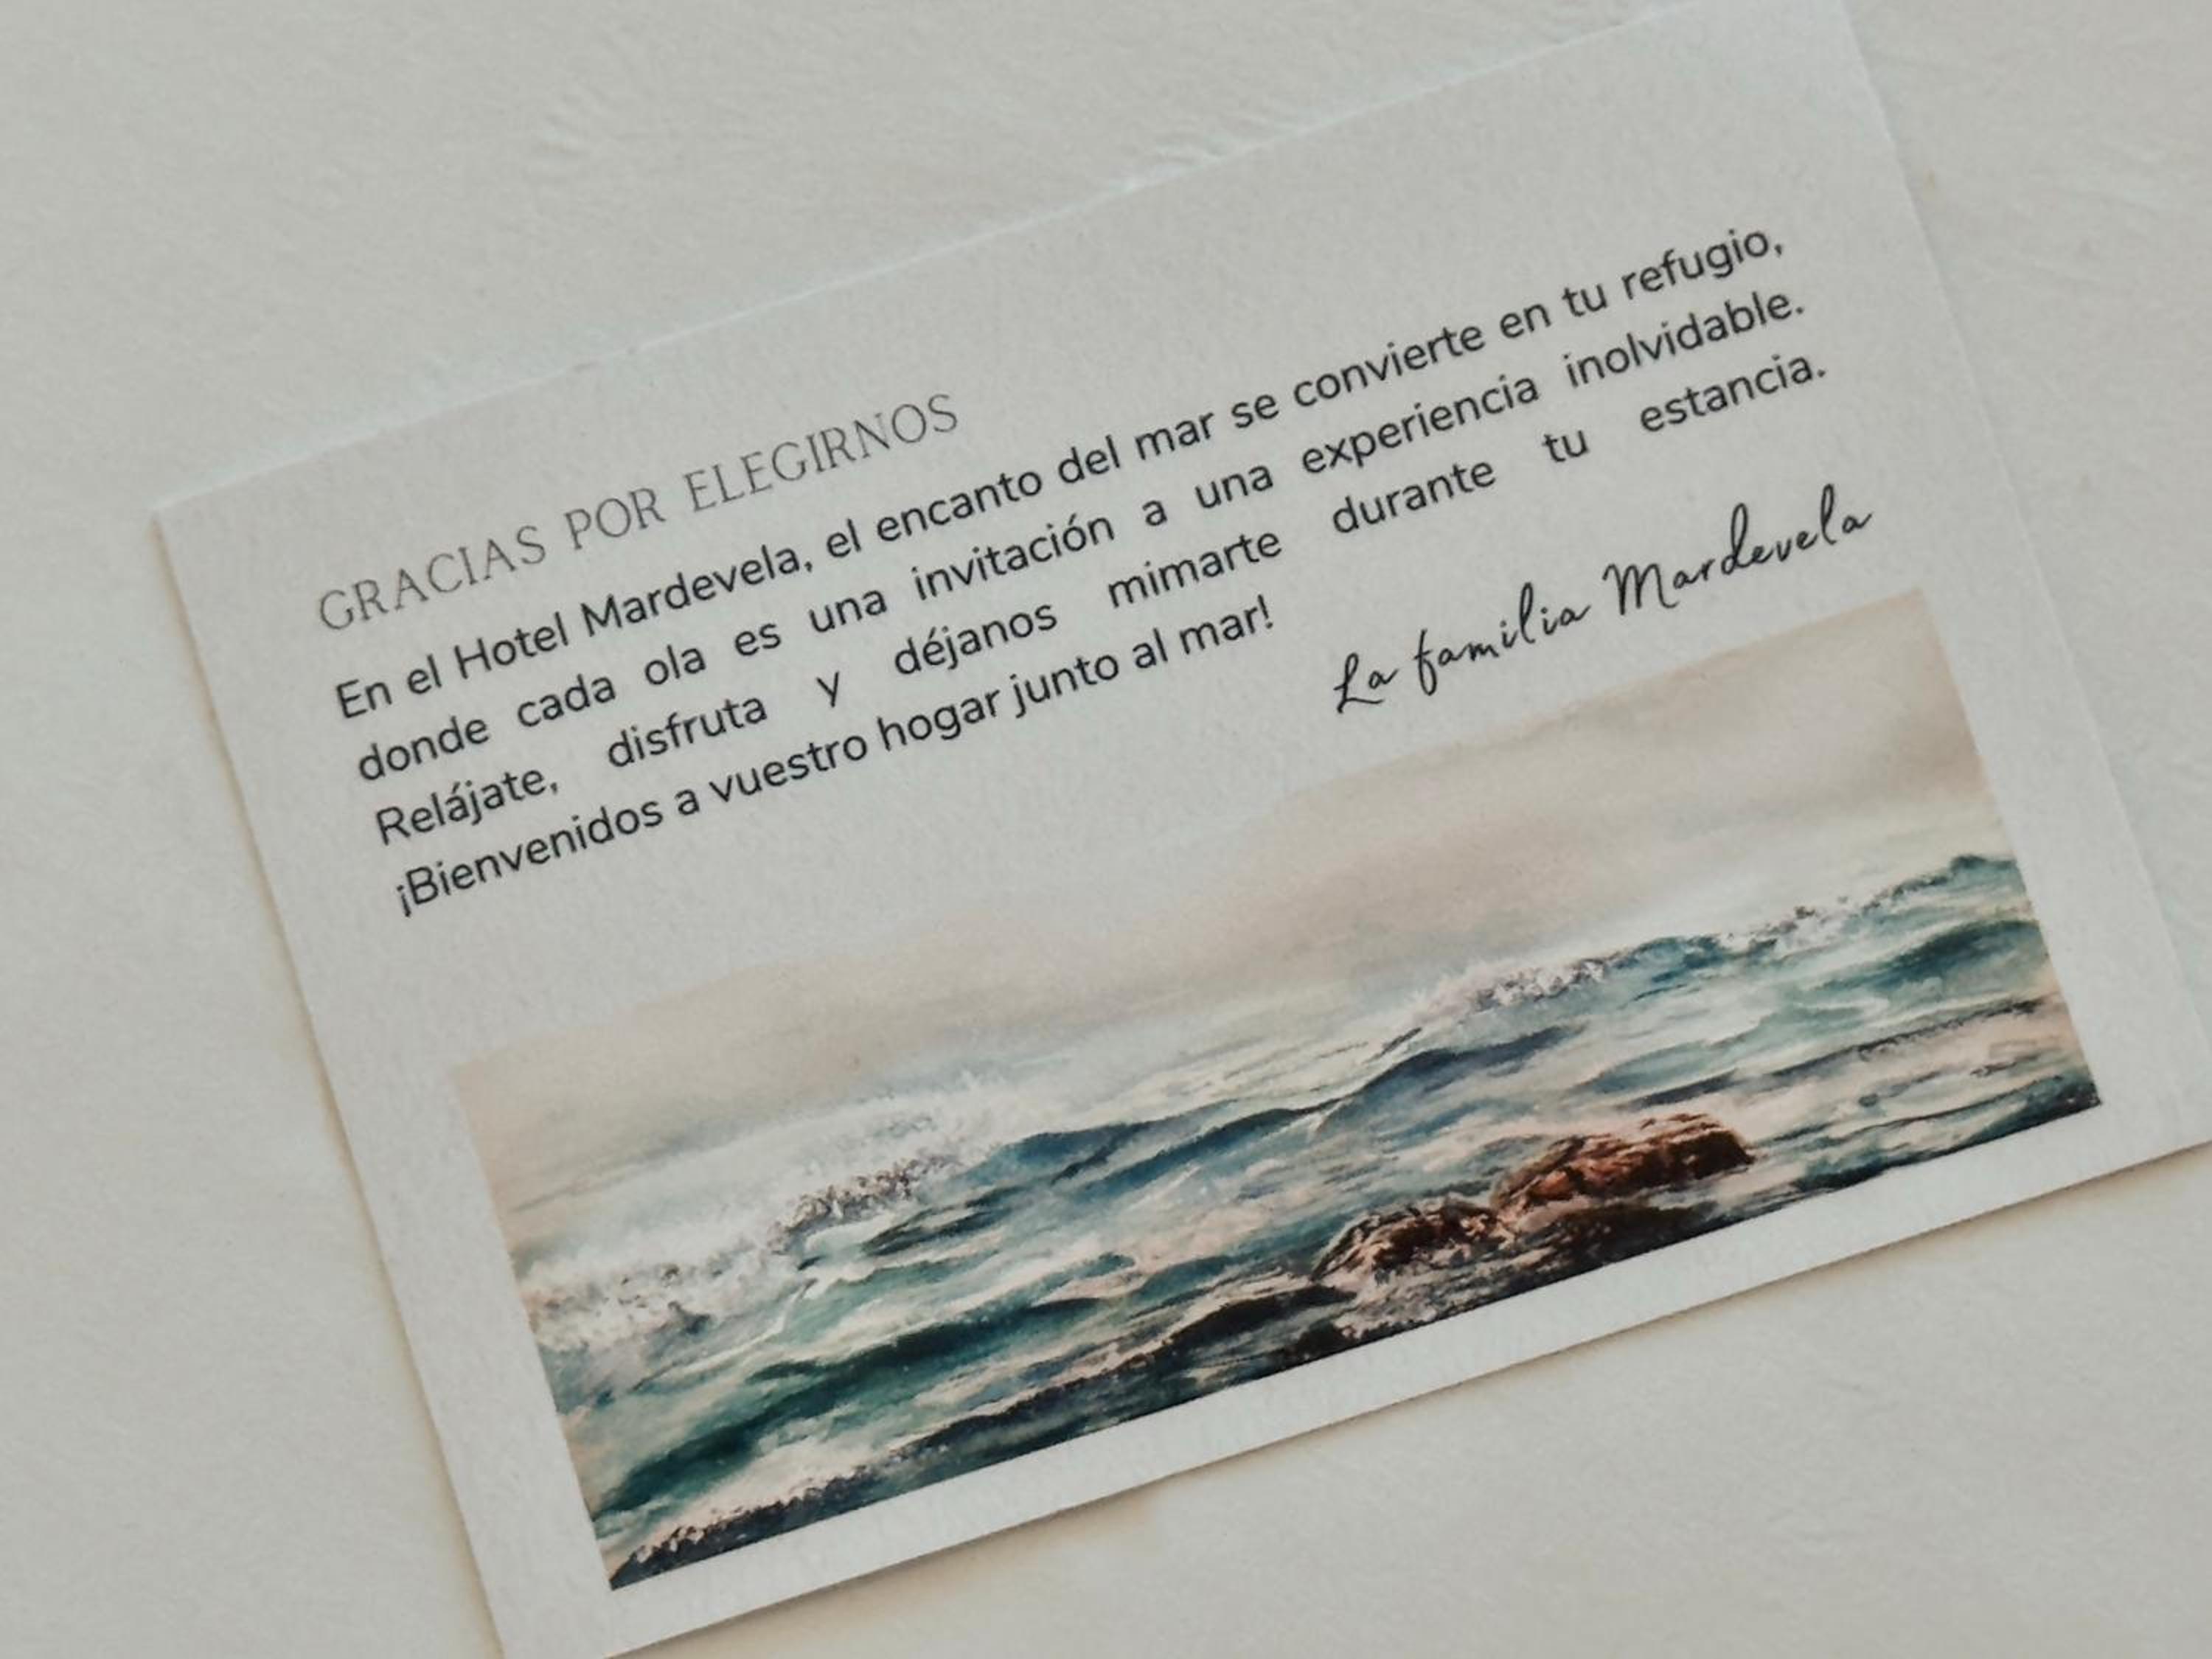 GRACIAS POR ELEGIRNOS
En el Hotel Mardevela, el encanto del mar se convierte en tu refugio,
donde cada ola es una invitación a una experiencia inolvidable.
Relájate, disfruta y déjanos mimarte durante tu estancia.
¡Bienvenidos a vuestro hogar junto al mar!
La familia Mardevela